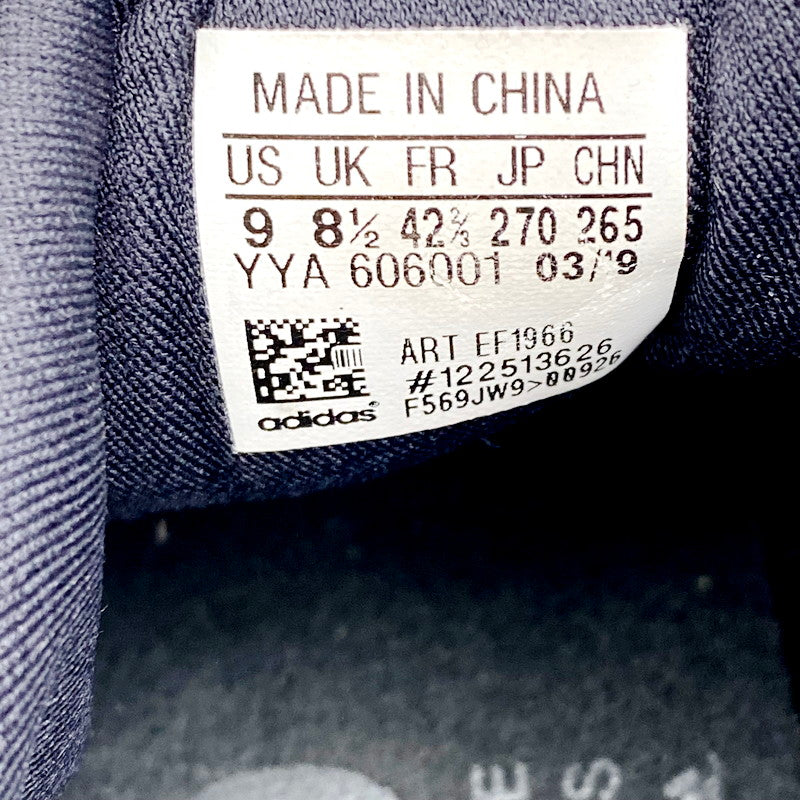 MADE IN CHINA
US UK FR JP CHN
9 8½ 42⅔ 270 265
YYA 606001 03/19
ART EF1966
#122513626
F569JW9>00926
adidas
E S